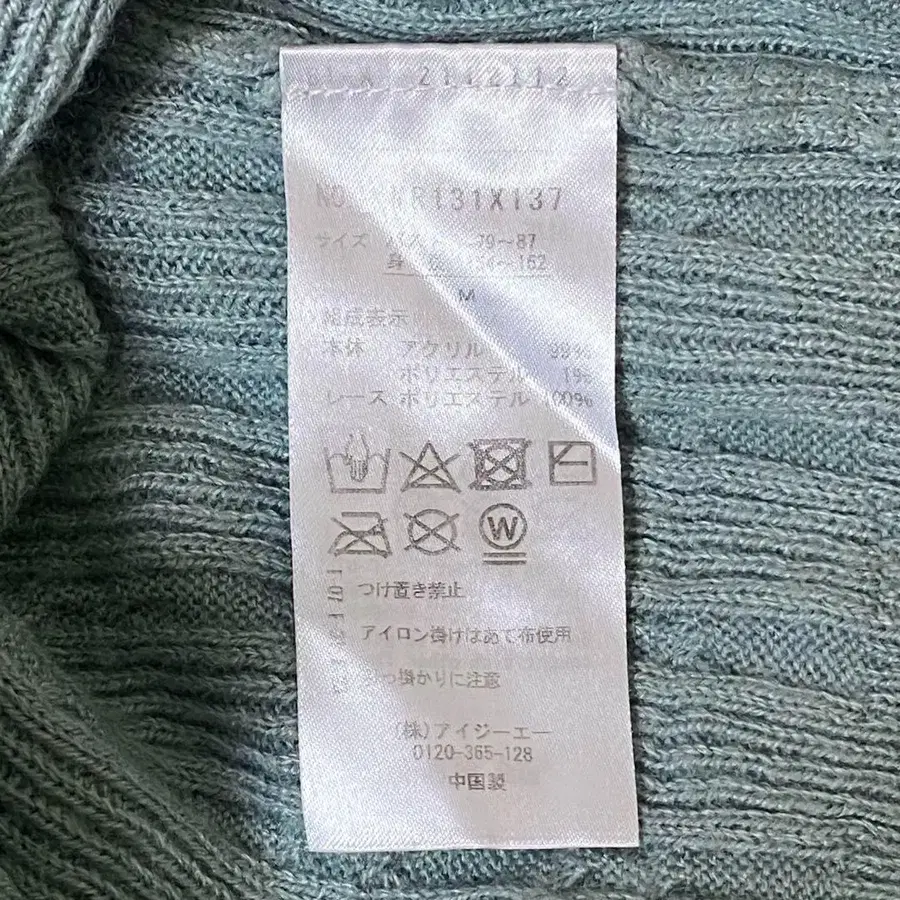 2112112
NO. 131X137
サイズ バスト 79～87
身長 154～162
M
組成表示
本体 アクリル 99%
ポリエステル 1%
レース ポリエステル 100%
W
つけ置き禁止
アイロン掛けはあて布使用
引っ掛かりに注意
(株)アイジーエー
0120-365-128
中国製